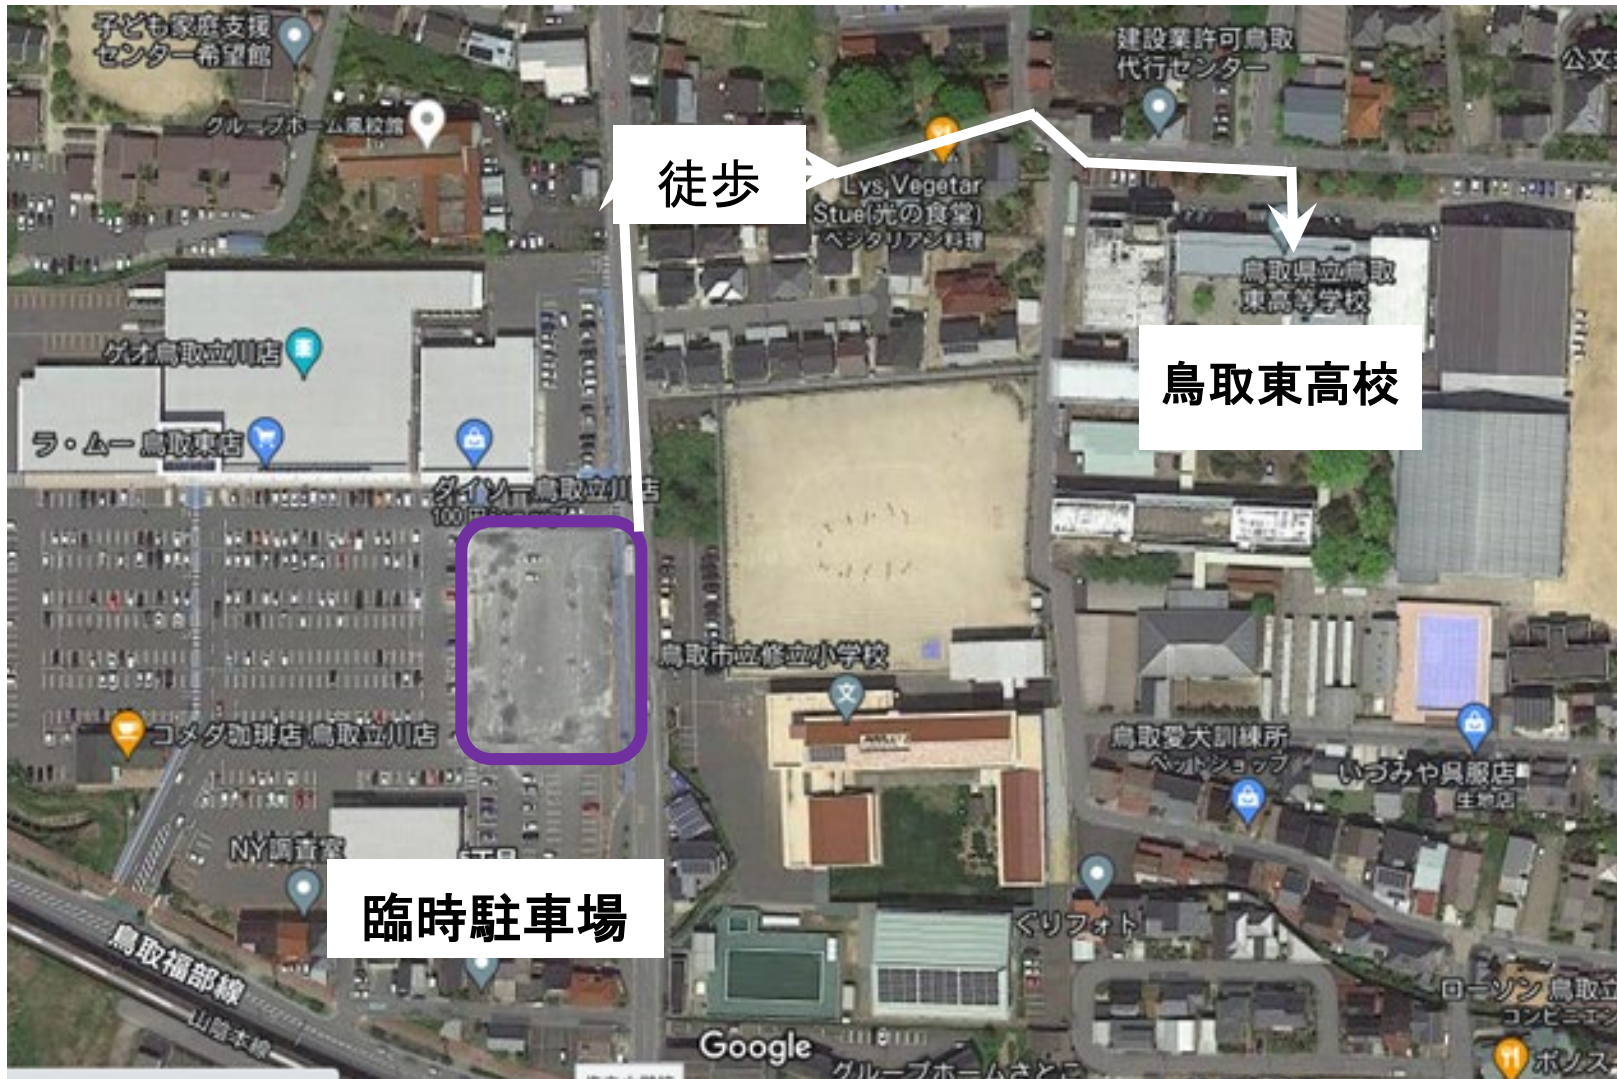 子ども家庭支援
センター希望館
建設業許可鳥取
代行センター
公文
グループホーム風紋館
徒歩
Lys Vegetar
Stue(光の食堂)
ベジタリアン料理
鳥取県立鳥取
東高等学校
ゲオ鳥取立川店
鳥取東高校
ラ・ムー 鳥取東店
ダイソー鳥取立川店
100円ショップ
鳥取市立修立小学校
コメダ珈琲店 鳥取立川店
鳥取愛犬訓練所
ペットショップ
いづみや呉服店
生地店
NY調査室
臨時駐車場
ぐりフォト
鳥取福部線
山陰本線
ローソン 鳥取立
コンビニエン
Google
グループホームさとこ
ボノス